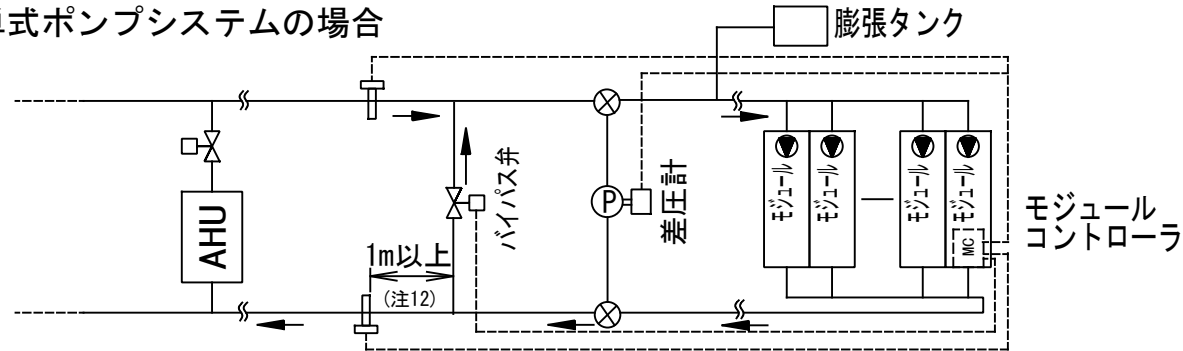 式ポンプシステムの場合
膨張タンク
AHU
バイパス弁
1m以上
(注12)
P
差圧計
モジュール
モジュール
モジュール
モジュール
MC
モジュール
コントローラ